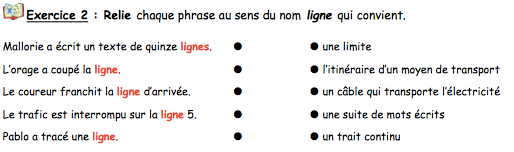 Exercice 2 : Relie chaque phrase au sens du nom ligne qui convient.
Mallorie a écrit un texte de quinze lignes. ● ● une limite
L'orage a coupé la ligne. ● ● l'itinéraire d'un moyen de transport
Le coureur franchit la ligne d'arrivée. ● ● un câble qui transporte l'électricité
Le trafic est interrompu sur la ligne 5. ● ● une suite de mots écrits
Pablo a tracé une ligne. ● ● un trait continu